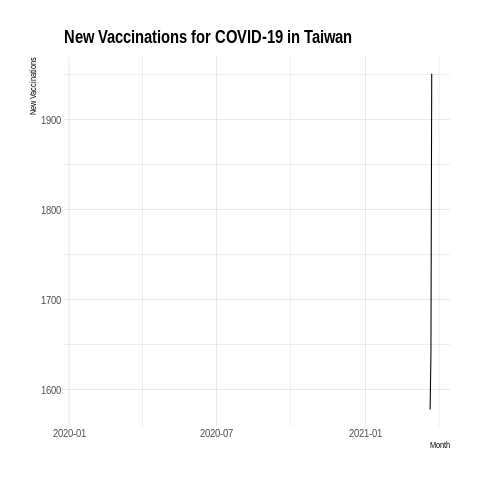 New Vaccinations for COVID-19 in Taiwan
New Vaccinations
1900
1800
1700
1600
2020-01
2020-07
2021-01
Month